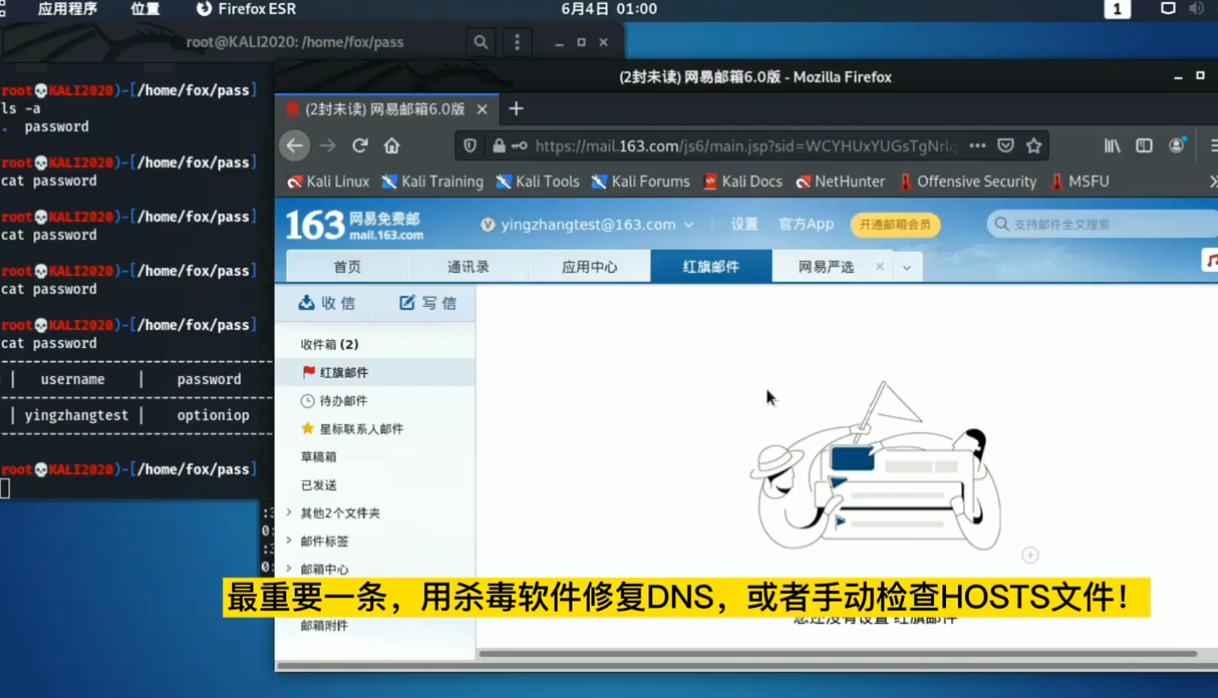 应用程序 位置 Firefox ESR 6月4日 01:00 1
root@KALI2020: /home/fox/pass
root💀KALI2020)-[/home/fox/pass]
ls -a
. password
root💀KALI2020)-[/home/fox/pass]
cat password
root💀KALI2020)-[/home/fox/pass]
cat password
root💀KALI2020)-[/home/fox/pass]
cat password
root💀KALI2020)-[/home/fox/pass]
cat password
| username | password
| yingzhangtest | optioniop
root💀KALI2020)-[/home/fox/pass]
(2封未读) 网易邮箱6.0版 - Mozilla Firefox
(2封未读) 网易邮箱6.0版
https://mail.163.com/js6/main.jsp?sid=WCYHUxYUGsTgNrlq
Kali Linux Kali Training Kali Tools Kali Forums Kali Docs NetHunter Offensive Security MSFU
163 网易免费邮
mail.163.com
yingzhangtest@163.com 设置 官方App 开通邮箱会员 支持邮件全文搜索
首页 通讯录 应用中心 红旗邮件 网易严选
收信 写信
收件箱 (2)
红旗邮件
待办邮件
星标联系人邮件
草稿箱
已发送
其他2个文件夹
邮件标签
邮箱中心
最重要一条，用杀毒软件修复DNS，或者手动检查HOSTS文件！
邮箱附件
您还没有设置 红旗邮件